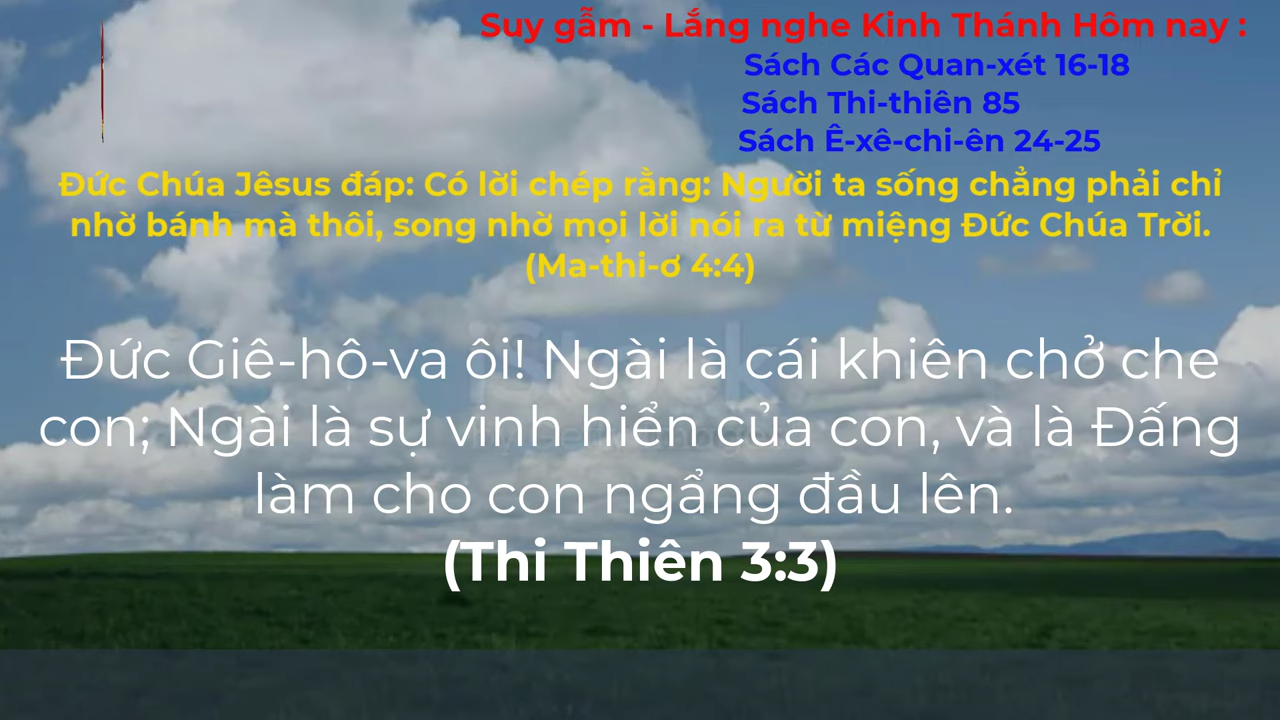 Suy gẫm - Lắng nghe Kinh Thánh Hôm nay :
Sách Các Quan-xét 16-18
Sách Thi-thiên 85
Sách Ê-xê-chi-ên 24-25
Đức Chúa Jêsus đáp: Có lời chép rằng: Người ta sống chẳng phải chỉ
nhờ bánh mà thôi, song nhờ mọi lời nói ra từ miệng Đức Chúa Trời.
(Ma-thi-ơ 4:4)
Đức Giê-hô-va ôi! Ngài là cái khiên chở che
con; Ngài là sự vinh hiển của con, và là Đấng
làm cho con ngẩng đầu lên.
(Thi Thiên 3:3)